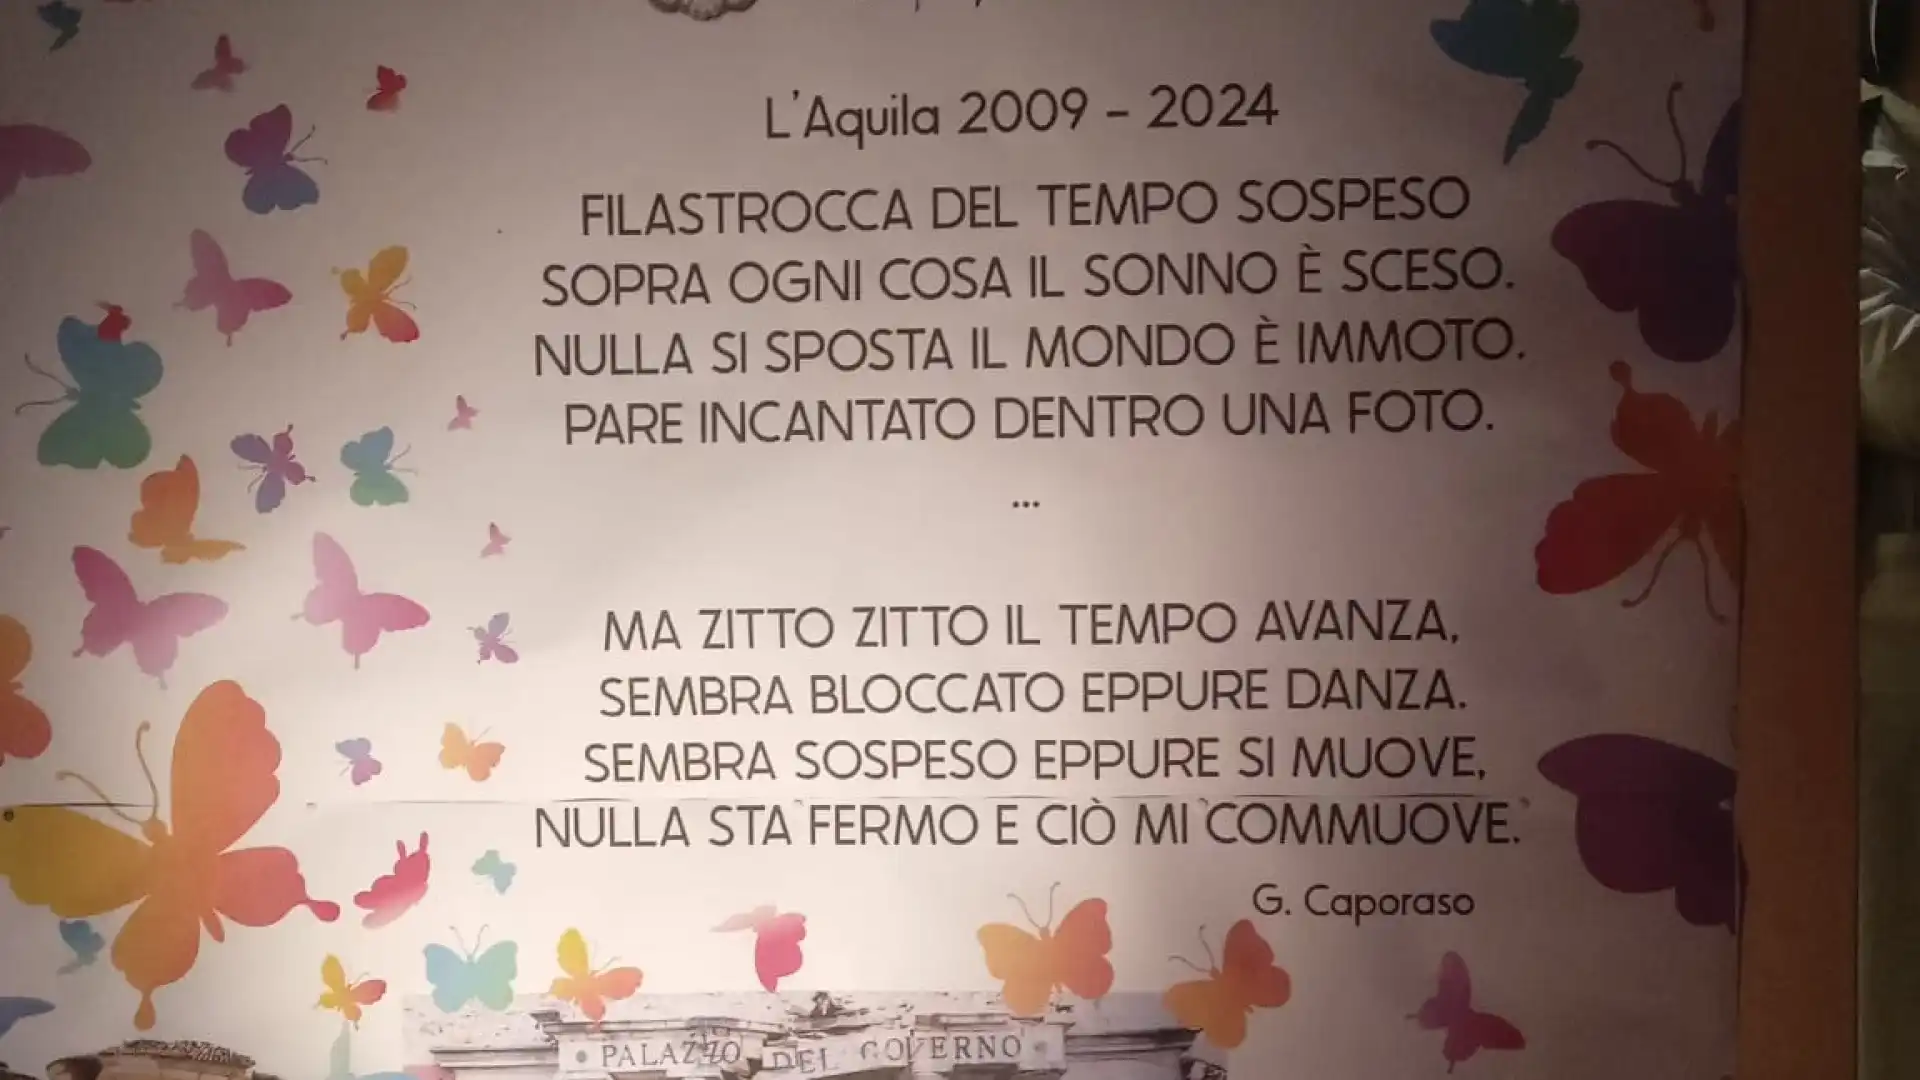 L'Aquila 2009 - 2024
FILASTROCCA DEL TEMPO SOSPESO
SOPRA OGNI COSA IL SONNO È SCESO.
NULLA SI SPOSTA IL MONDO È IMMOTO.
PARE INCANTATO DENTRO UNA FOTO.
...
MA ZITTO ZITTO IL TEMPO AVANZA,
SEMBRA BLOCCATO EPPURE DANZA.
SEMBRA SOSPESO EPPURE SI MUOVE,
NULLA STA FERMO E CIÒ MI COMMUOVE.
G. Caporaso
PALAZZO DEL GOVERNO